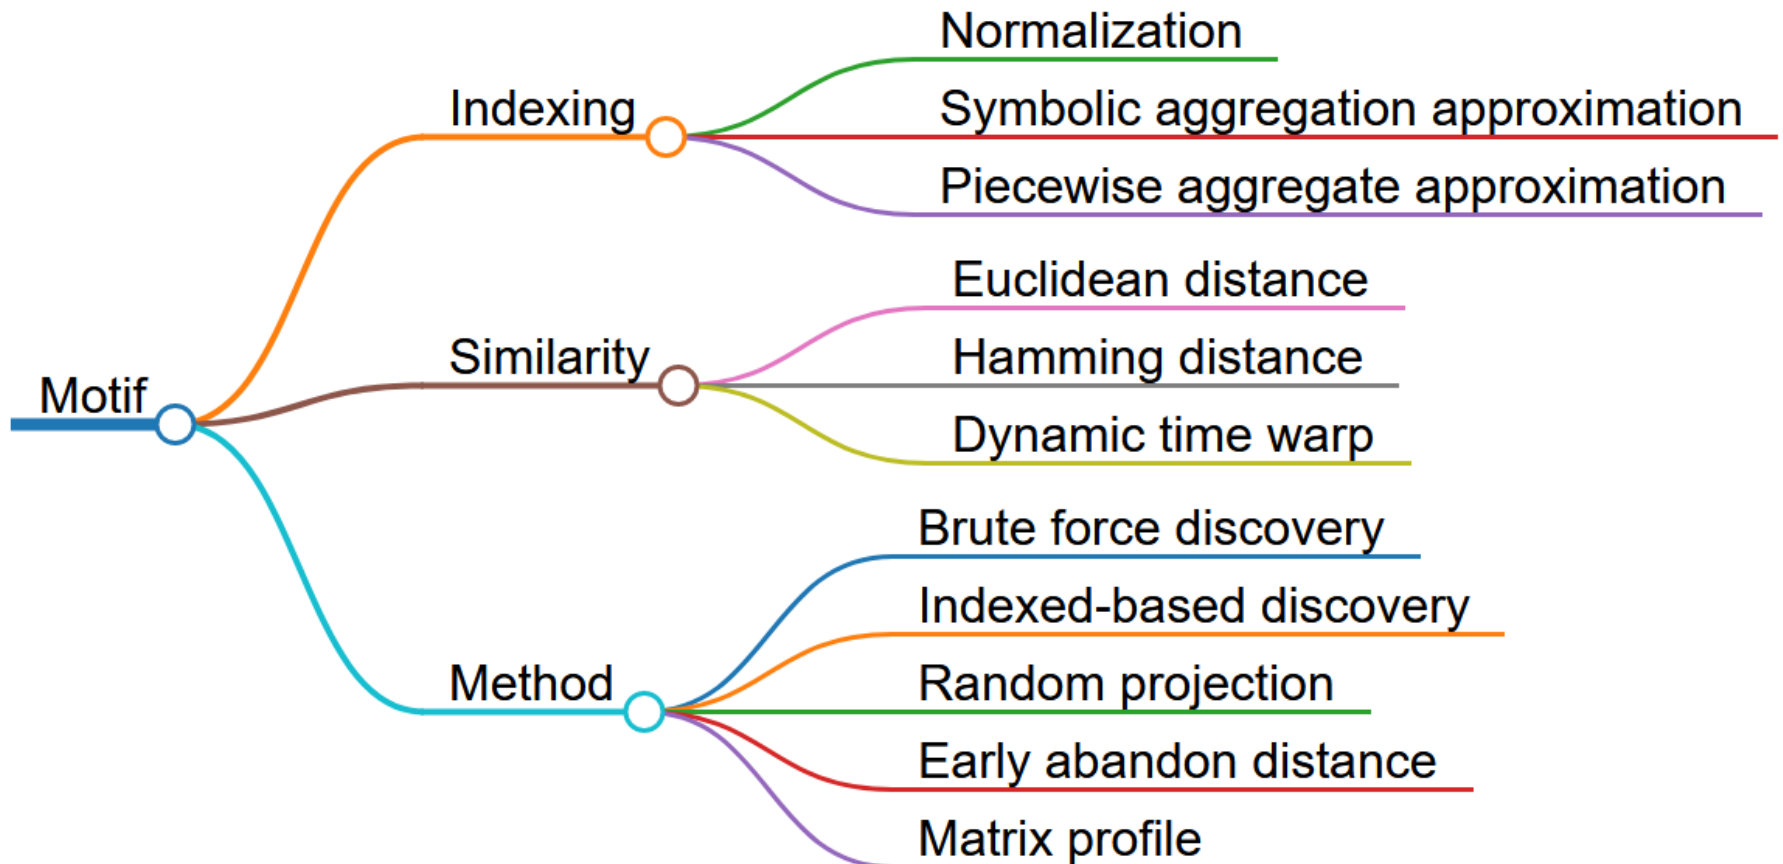 Motif
Indexing
Normalization
Symbolic aggregation approximation
Piecewise aggregate approximation
Similarity
Euclidean distance
Hamming distance
Dynamic time warp
Method
Brute force discovery
Indexed-based discovery
Random projection
Early abandon distance
Matrix profile